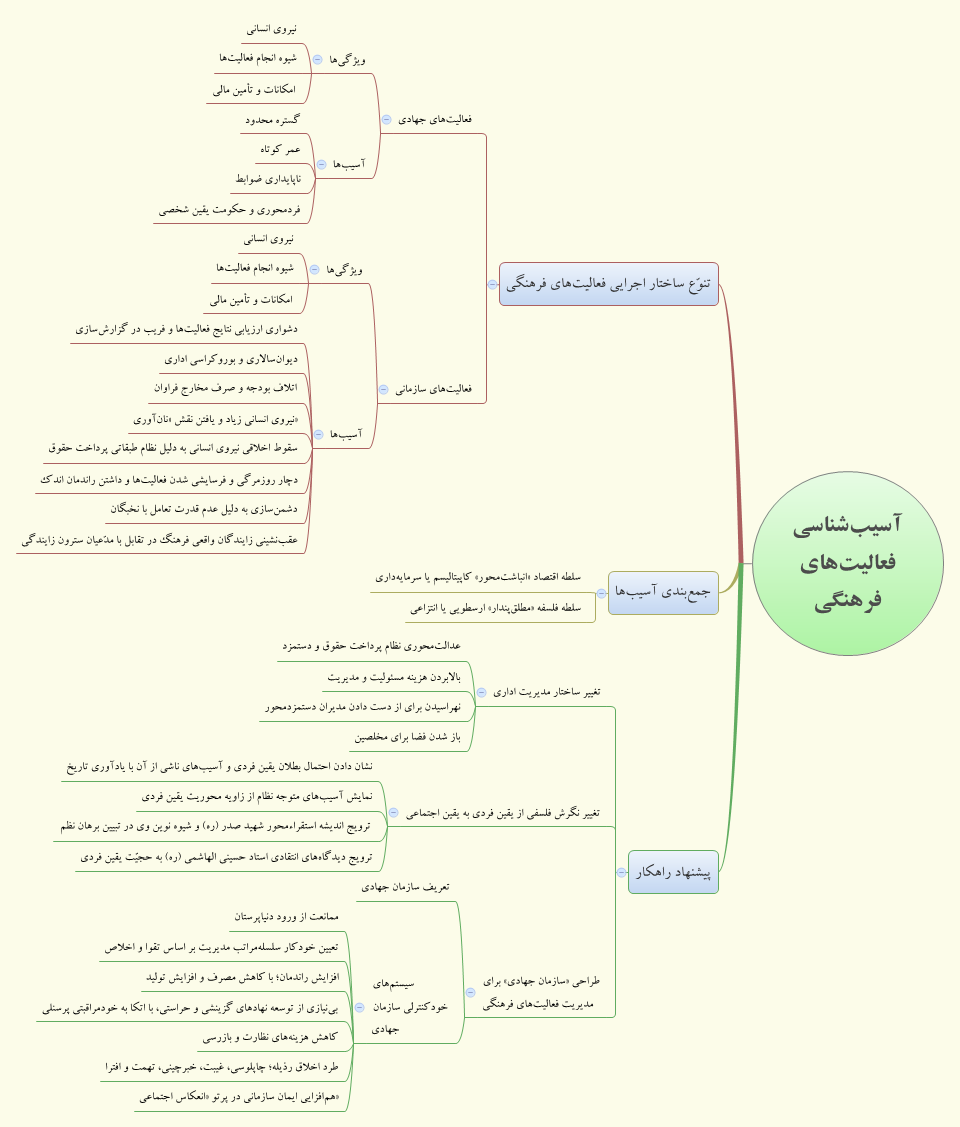 آسیب‌شناسی
فعالیت‌های
فرهنگی
تنوّع ساختار اجرایی فعالیت‌های فرهنگی
فعالیت‌های جهادی
ویژگی‌ها
نیروی انسانی
شیوه انجام فعالیت‌ها
امکانات و تأمین مالی
آسیب‌ها
گستره محدود
عمر کوتاه
ناپایداری ضوابط
فردمحوری و حکومت یقین شخصی
فعالیت‌های سازمانی
ویژگی‌ها
نیروی انسانی
شیوه انجام فعالیت‌ها
امکانات و تأمین مالی
آسیب‌ها
دشواری ارزیابی نتایج فعالیت‌ها و فریب در گزارش‌سازی
دیوان‌سالاری و بوروکراسی اداری
اتلاف بودجه و صرف مخارج فراوان
«نیروی انسانی زیاد و یافتن نقش «نان‌آوری
سقوط اخلاقی نیروی انسانی به دلیل نظام طبقاتی پرداخت حقوق
دچار روزمرگی و فرسایشی شدن فعالیت‌ها و داشتن راندمان اندک
دشمن‌سازی به دلیل عدم قدرت تعامل با نخبگان
عقب‌نشینی زایندگان واقعی فرهنگ در تقابل با مدّعیان سترون زایندگی
جمع‌بندی آسیب‌ها
سلطه اقتصاد «انباشت‌محور» کاپیتالیسم یا سرمایه‌داری
سلطه فلسفه «مطلق‌پندار» ارسطویی یا انتزاعی
پیشنهاد راهکار
تغییر ساختار مدیریت اداری
عدالت‌محوری نظام پرداخت حقوق و دستمزد
بالابردن هزینه مسئولیت و مدیریت
نهراسیدن برای از دست دادن مدیران دستمزدمحور
باز شدن فضا برای مخلصین
تغییر نگرش فلسفی از یقین فردی به یقین اجتماعی
نشان دادن احتمال بطلان یقین فردی و آسیب‌های ناشی از آن با یادآوری تاریخ
نمایش آسیب‌های متوجه نظام از زاویه محوریت یقین فردی
ترویج اندیشه استقراءمحور شهید صدر (ره) و شیوه نوین وی در تبیین برهان نظم
ترویج دیدگاه‌های انتقادی استاد حسینی الهاشمی (ره) به حجیّت یقین فردی
طراحی «سازمان جهادی» برای
مدیریت فعالیت‌های فرهنگی
تعریف سازمان جهادی
سیستم‌های
خودکنترلی سازمان
جهادی
ممانعت از ورود دنیاپرستان
تعیین خودکار سلسله‌مراتب مدیریت بر اساس تقوا و اخلاص
افزایش راندمان؛ با کاهش مصرف و افزایش تولید
بی‌نیازی از توسعه نهادهای گزینشی و حراستی، با اتکا به خودمراقبتی پرسنلی
کاهش هزینه‌های نظارت و بازرسی
طرد اخلاق رذیله؛ چاپلوسی، غیبت، خبرچینی، تهمت و افترا
«هم‌افزایی ایمان سازمانی در پرتو «انعکاس اجتماعی